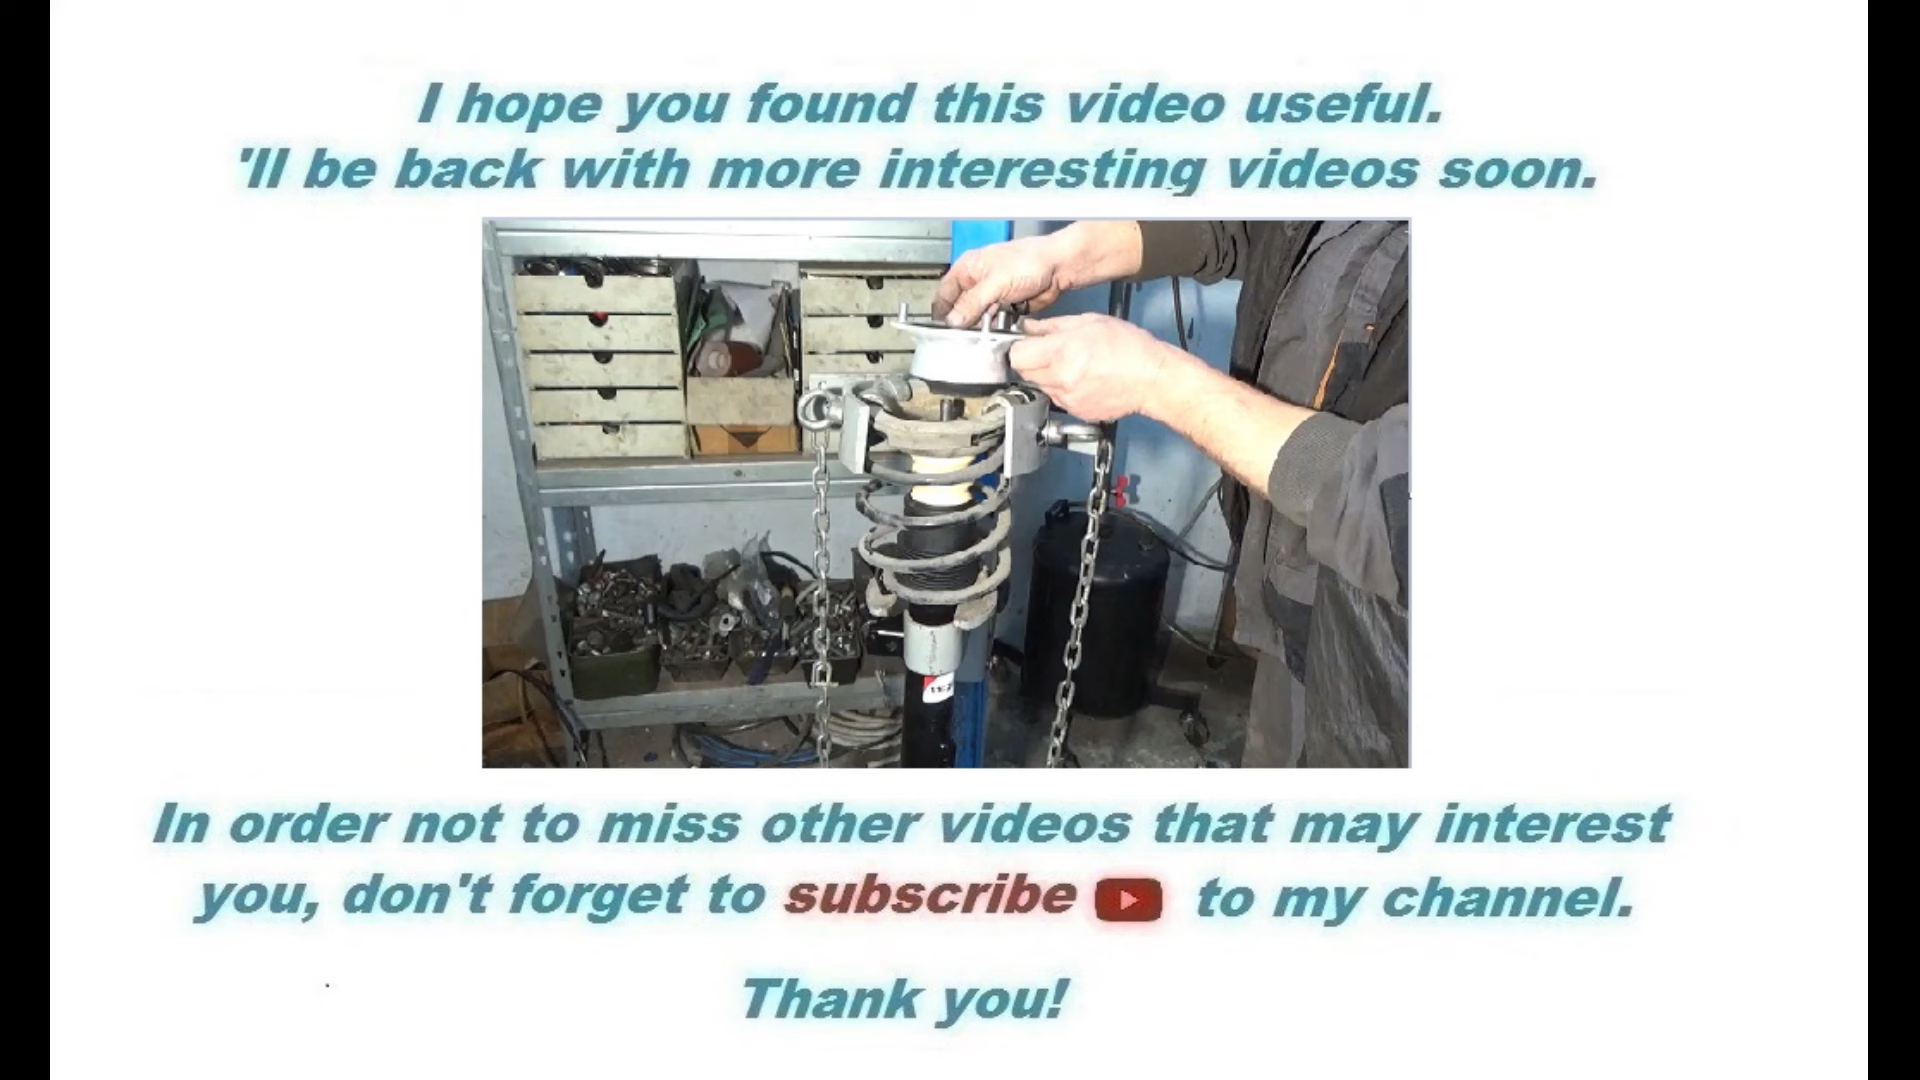 I hope you found this video useful.
'll be back with more interesting videos soon.
In order not to miss other videos that may interest
you, don't forget to subscribe to my channel.
Thank you!